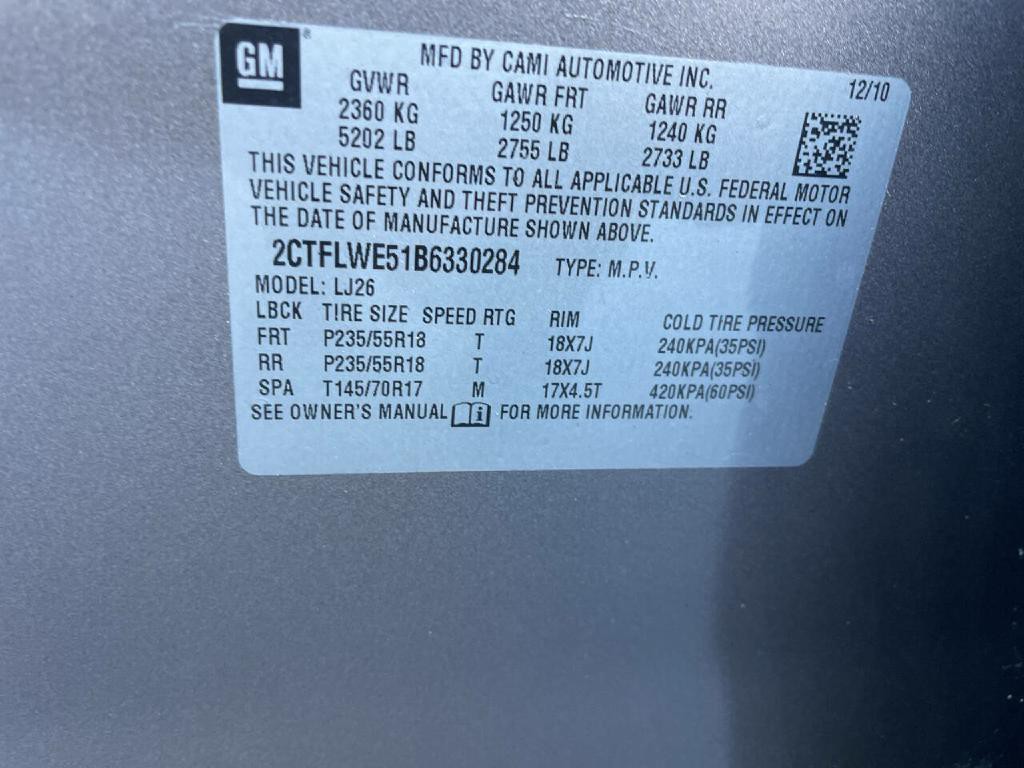 GM®
MFD BY CAMI AUTOMOTIVE INC. 12/10
GVWR GAWR FRT GAWR RR
2360 KG 1250 KG 1240 KG
5202 LB 2755 LB 2733 LB
THIS VEHICLE CONFORMS TO ALL APPLICABLE U.S. FEDERAL MOTOR
VEHICLE SAFETY AND THEFT PREVENTION STANDARDS IN EFFECT ON
THE DATE OF MANUFACTURE SHOWN ABOVE.
2CTFLWE51B6330284 TYPE: M.P.V.
MODEL: LJ26
LBCK TIRE SIZE SPEED RTG RIM COLD TIRE PRESSURE
FRT P235/55R18 T 18X7J 240KPA(35PSI)
RR P235/55R18 T 18X7J 240KPA(35PSI)
SPA T145/70R17 M 17X4.5T 420KPA(60PSI)
SEE OWNER'S MANUAL FOR MORE INFORMATION.